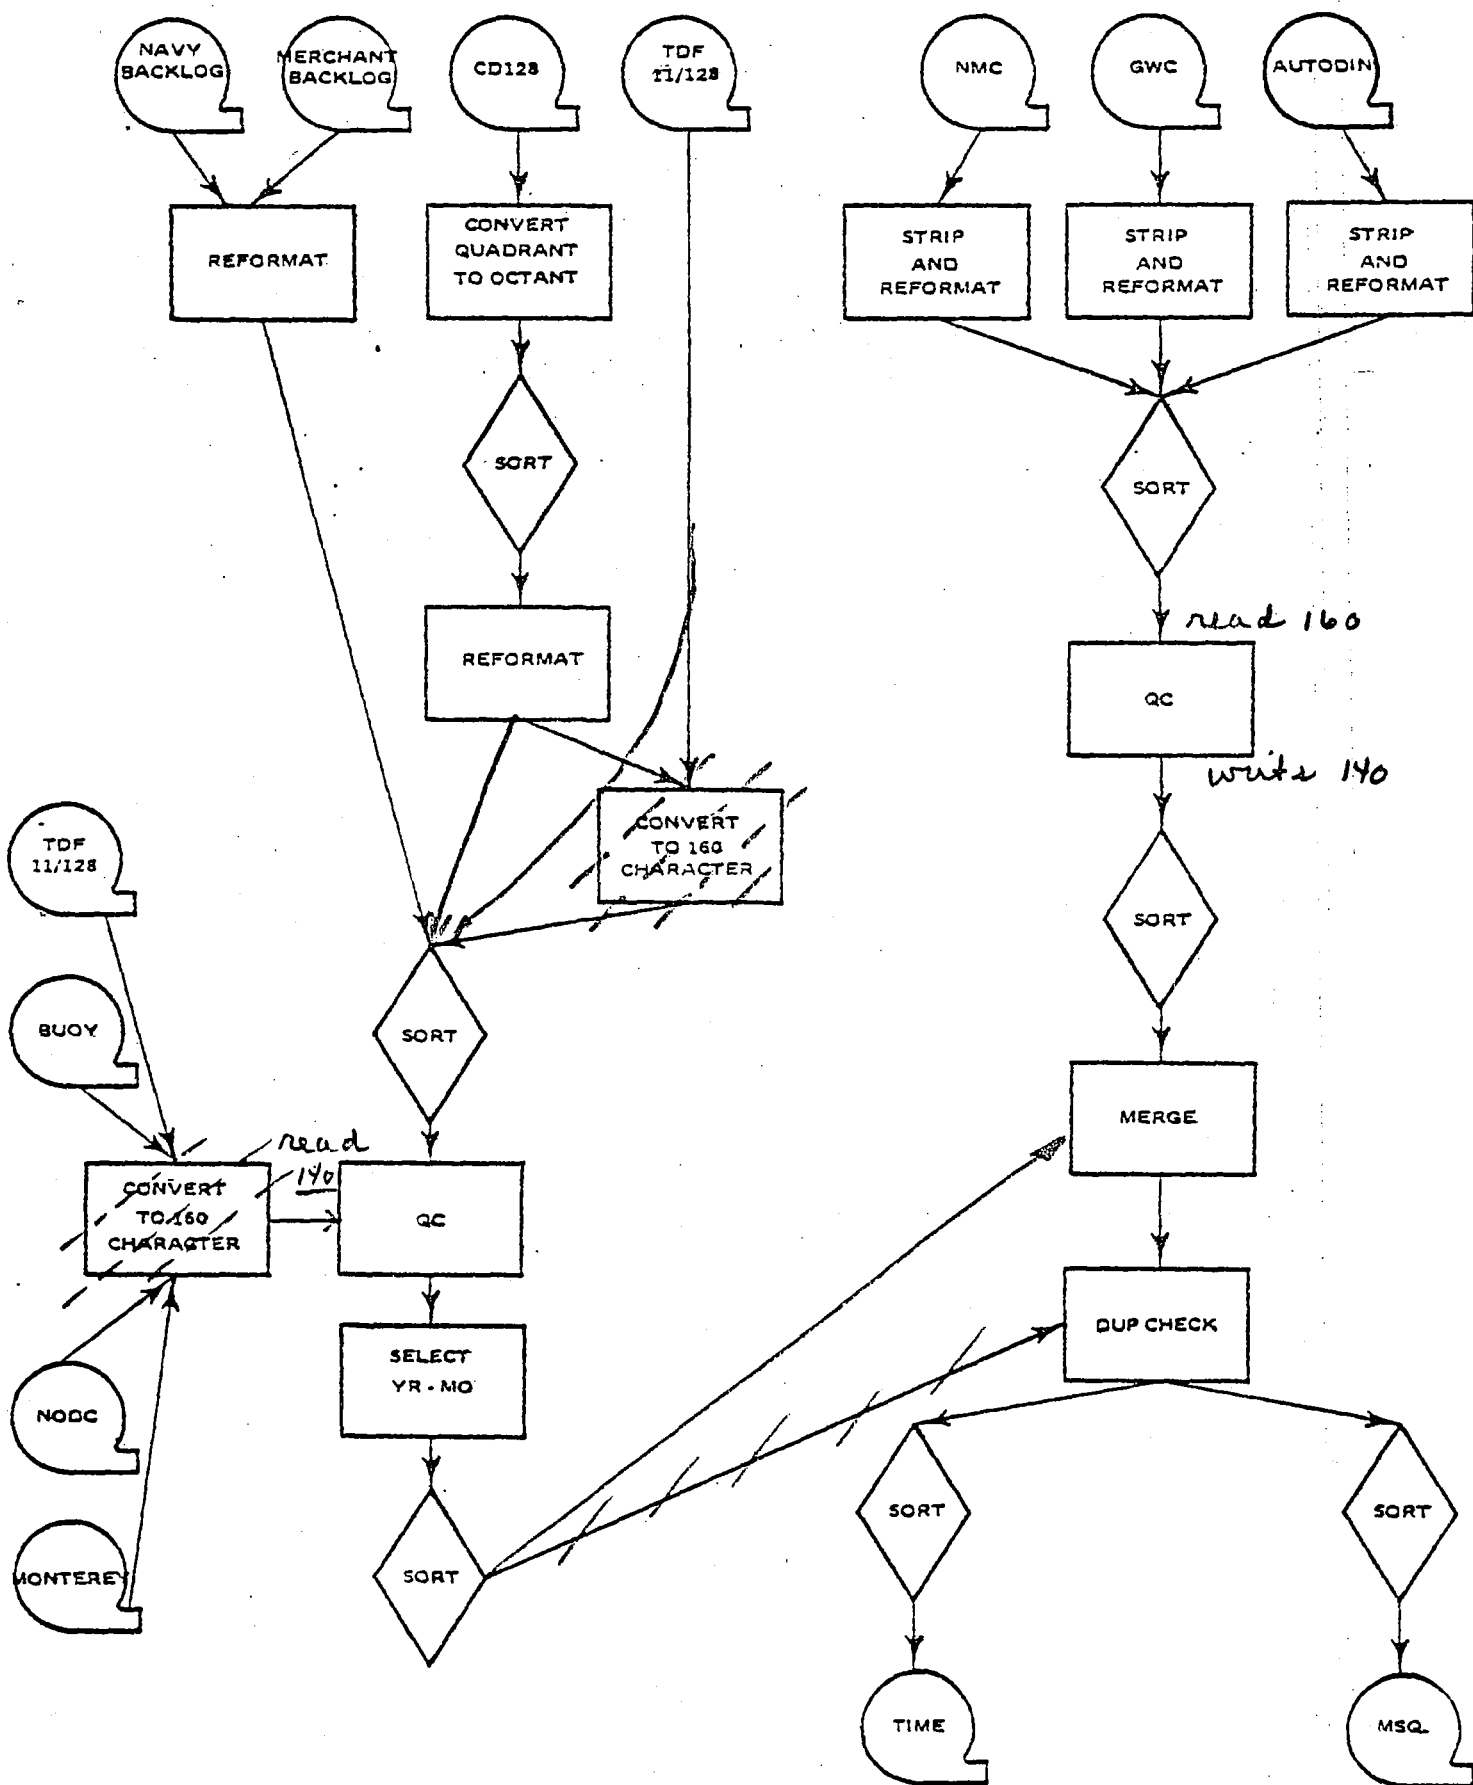 NAVY
BACKLOG
MERCHANT
BACKLOG
CD128
TDF
11/128
NMC
GWC
AUTODIN
REFORMAT
CONVERT
QUADRANT
TO OCTANT
STRIP
AND
REFORMAT
STRIP
AND
REFORMAT
STRIP
AND
REFORMAT
SORT
SORT
REFORMAT
read 160
QC
write 140
CONVERT
TO 160
CHARACTER
TDF
11/128
SORT
BUOY
SORT
MERGE
read
140
CONVERT
TO 160
CHARACTER
QC
DUP CHECK
SELECT
YR - MO
NODC
SORT
SORT
SORT
MONTEREY
TIME
MSQ